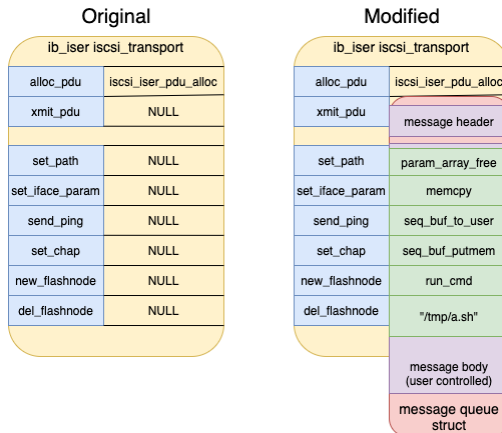 Original
ib_iser iscsi_transport
alloc_pdu iscsi_iser_pdu_alloc
xmit_pdu NULL
set_path NULL
set_iface_param NULL
send_ping NULL
set_chap NULL
new_flashnode NULL
del_flashnode NULL
Modified
ib_iser iscsi_transport
alloc_pdu iscsi_iser_pdu_alloc
xmit_pdu message header
set_path param_array_free
set_iface_param memcpy
send_ping seq_buf_to_user
set_chap seq_buf_putmem
new_flashnode run_cmd
del_flashnode "/tmp/a.sh"
message body
(user controlled)
message queue
struct